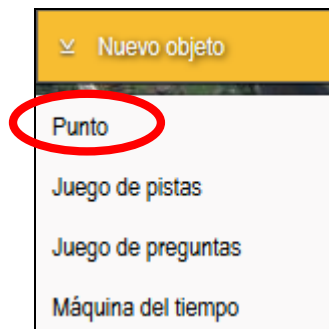 Nuevo objeto
Punto
Juego de pistas
Juego de preguntas
Máquina del tiempo